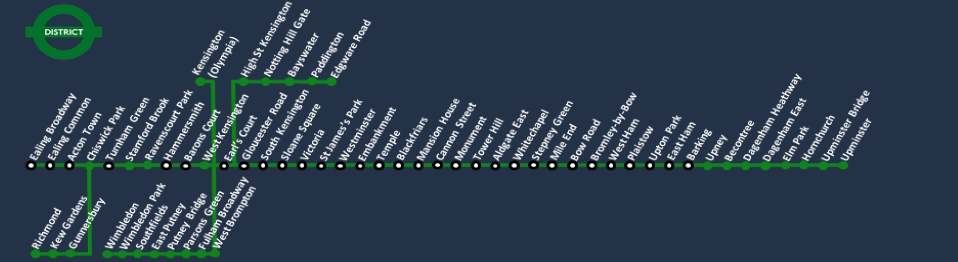 DISTRICT
Kensington
(Olympia)
High St Kensington
Notting Hill Gate
Bayswater
Paddington
Edgware Road
Ealing Broadway
Ealing Common
Acton Town
Chiswick Park
Turnham Green
Stamford Brook
Ravenscourt Park
Hammersmith
Barons Court
West Kensington
Earl's Court
Gloucester Road
South Kensington
Sloane Square
Victoria
St James's Park
Westminster
Embankment
Temple
Blackfriars
Mansion House
Cannon Street
Monument
Tower Hill
Aldgate East
Whitechapel
Stepney Green
Mile End
Bow Road
Bromley-by-Bow
West Ham
Plaistow
Upton Park
East Ham
Barking
Upney
Becontree
Dagenham Heathway
Dagenham East
Elm Park
Hornchurch
Upminster Bridge
Upminster
Richmond
Kew Gardens
Gunnersbury
Wimbledon
Wimbledon Park
Southfields
East Putney
Putney Bridge
Parsons Green
Fulham Broadway
West Brompton